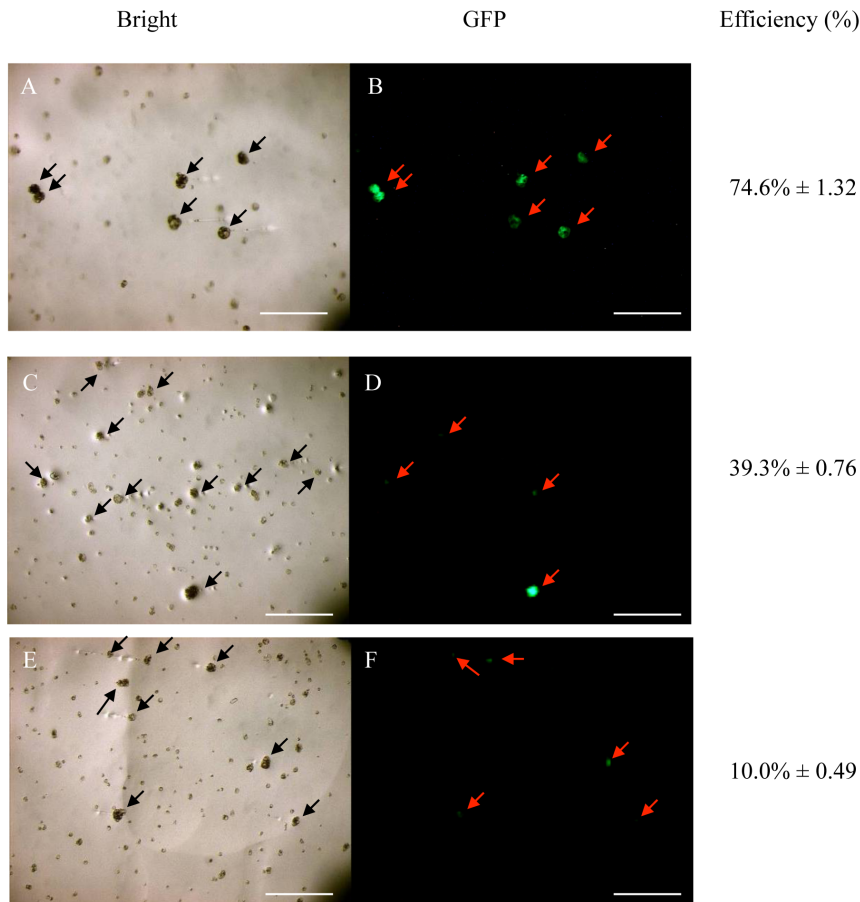 Bright GFP Efficiency (%)
A B
74.6% ± 1.32
C D
39.3% ± 0.76
E F
10.0% ± 0.49